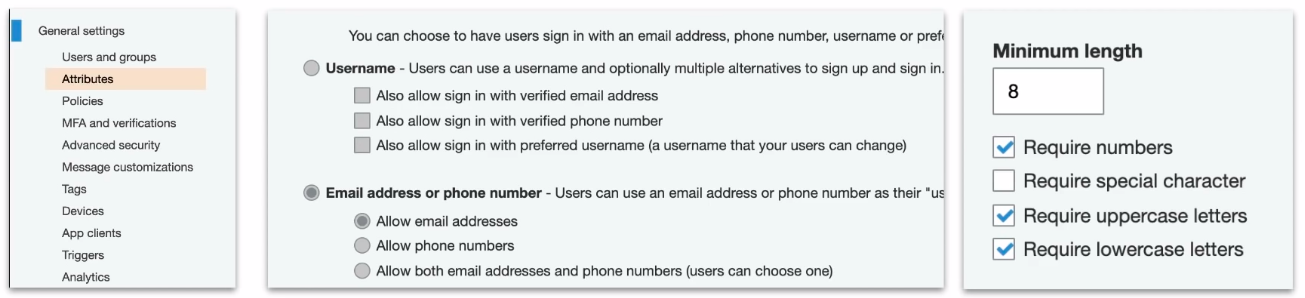 General settings
Users and groups
Attributes
Policies
MFA and verifications
Advanced security
Message customizations
Tags
Devices
App clients
Triggers
Analytics
You can choose to have users sign in with an email address, phone number, username or
Username - Users can use a username and optionally multiple alternatives to sign up and sign in.
Also allow sign in with verified email address
Also allow sign in with verified phone number
Also allow sign in with preferred username (a username that your users can change)
Email address or phone number - Users can use an email address or phone number as their
Allow email addresses
Allow phone numbers
Allow both email addresses and phone numbers (users can choose one)
Minimum length
8
Require numbers
Require special character
Require uppercase letters
Require lowercase letters